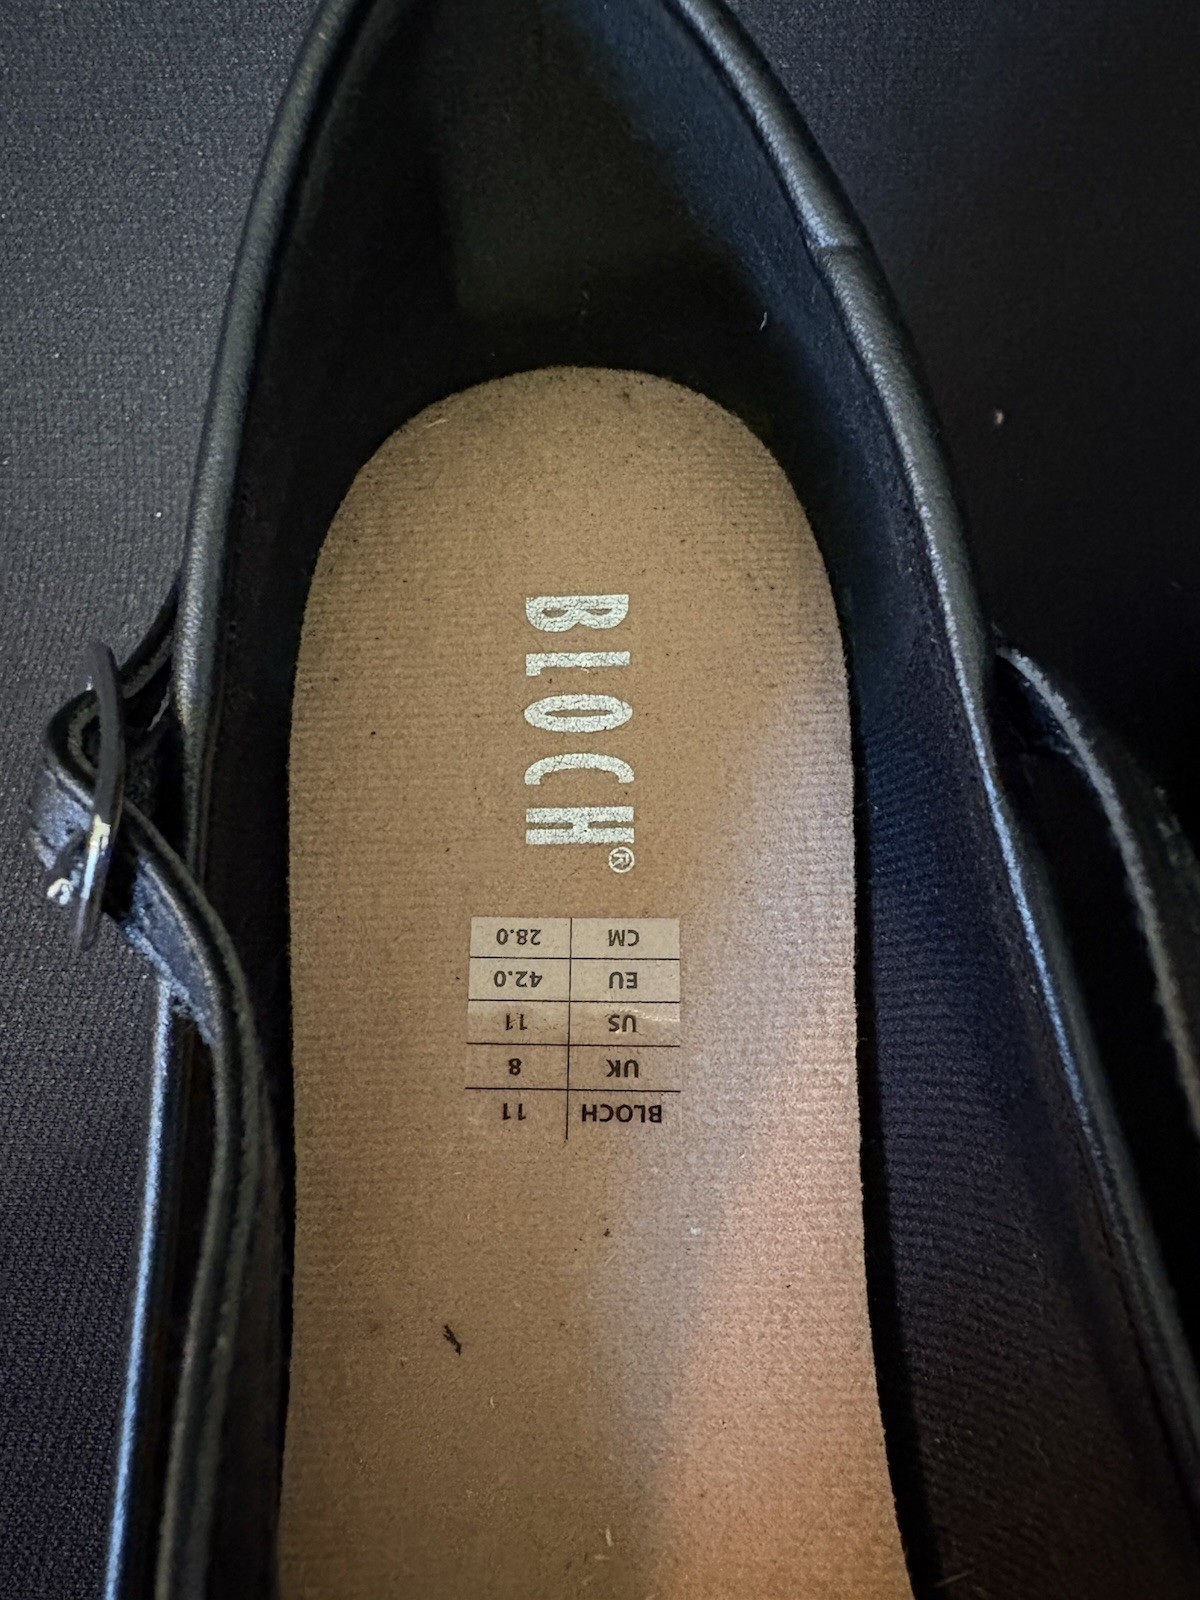 BLOCH®
BLOCH 11
UK 8
US 11
EU 42.0
CM 28.0